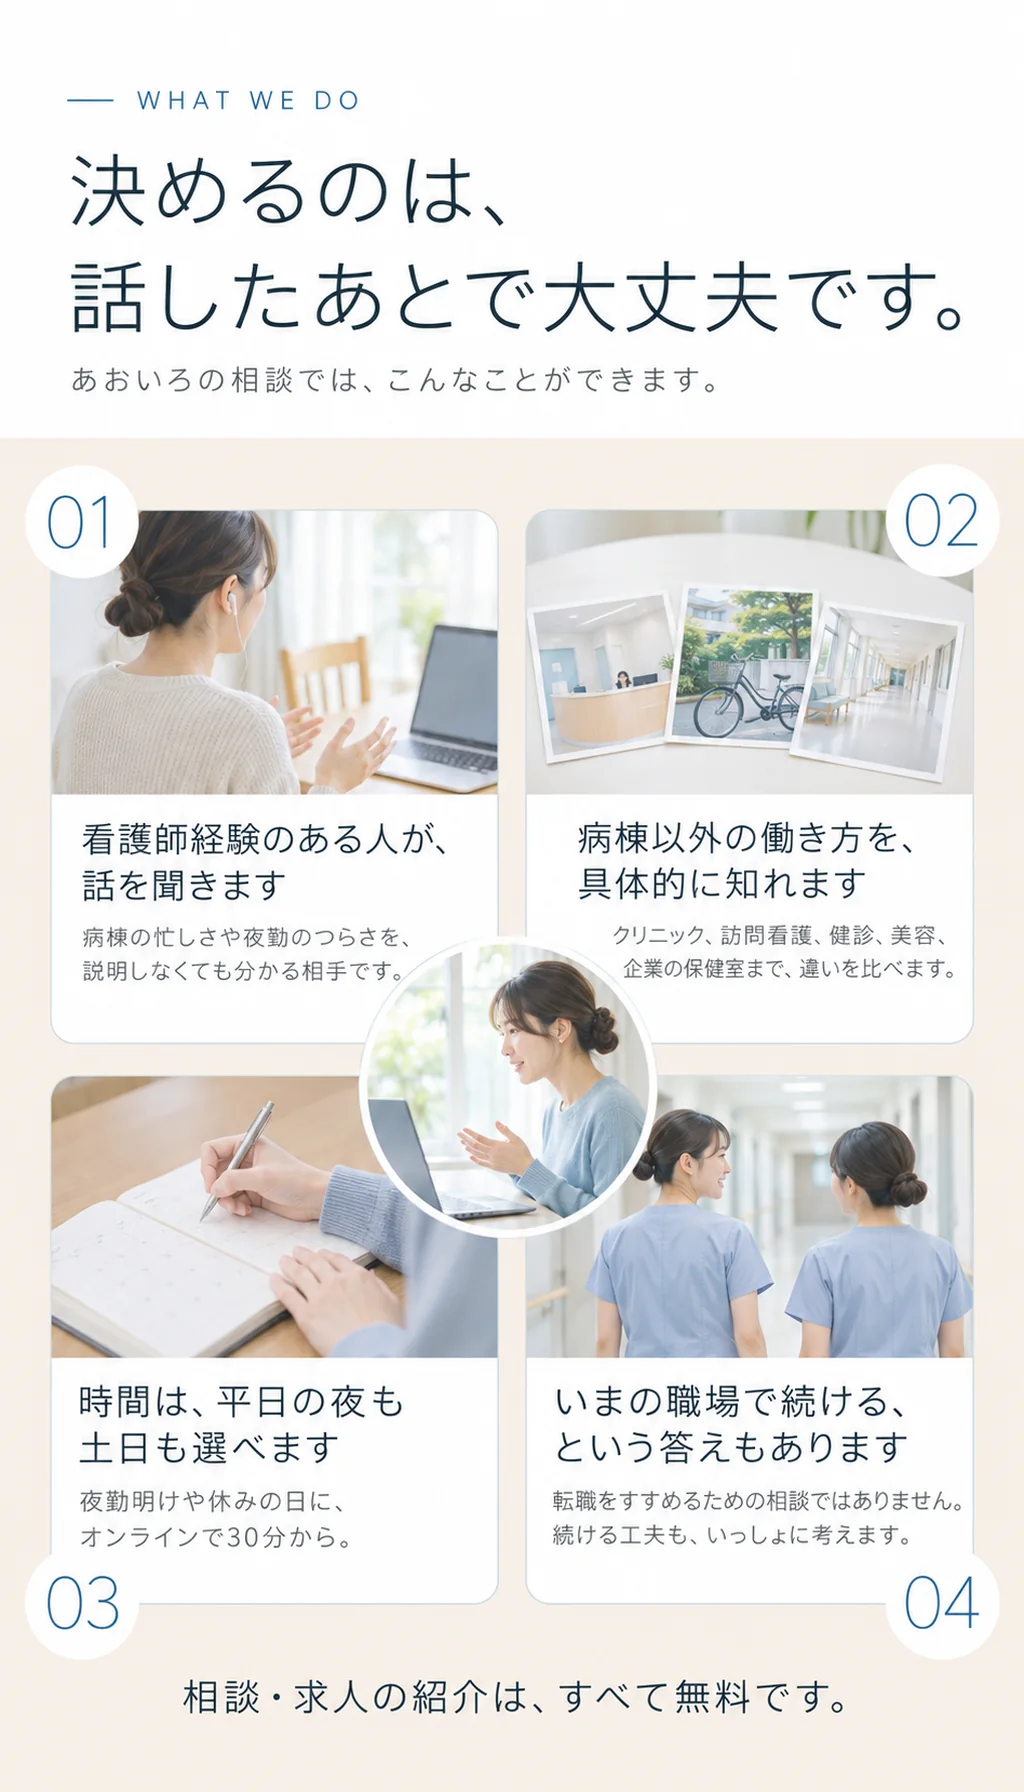 WHAT WE DO
決めるのは、
話したあとで大丈夫です。
あおいろの相談では、こんなことができます。
01
看護師経験のある人が、
話を聞きます
病棟の忙しさや夜勤のつらさを、
説明しなくても分かる相手です。
02
病棟以外の働き方を、
具体的に知れます
クリニック、訪問看護、健診、美容、
企業の保健室まで、違いを比べます。
時間は、平日の夜も
土日も選べます
夜勤明けや休みの日に、
オンラインで30分から。
03
いまの職場で続ける、
という答えもあります
転職をすすめるための相談ではありません。
続ける工夫も、いっしょに考えます。
04
相談・求人の紹介は、すべて無料です。